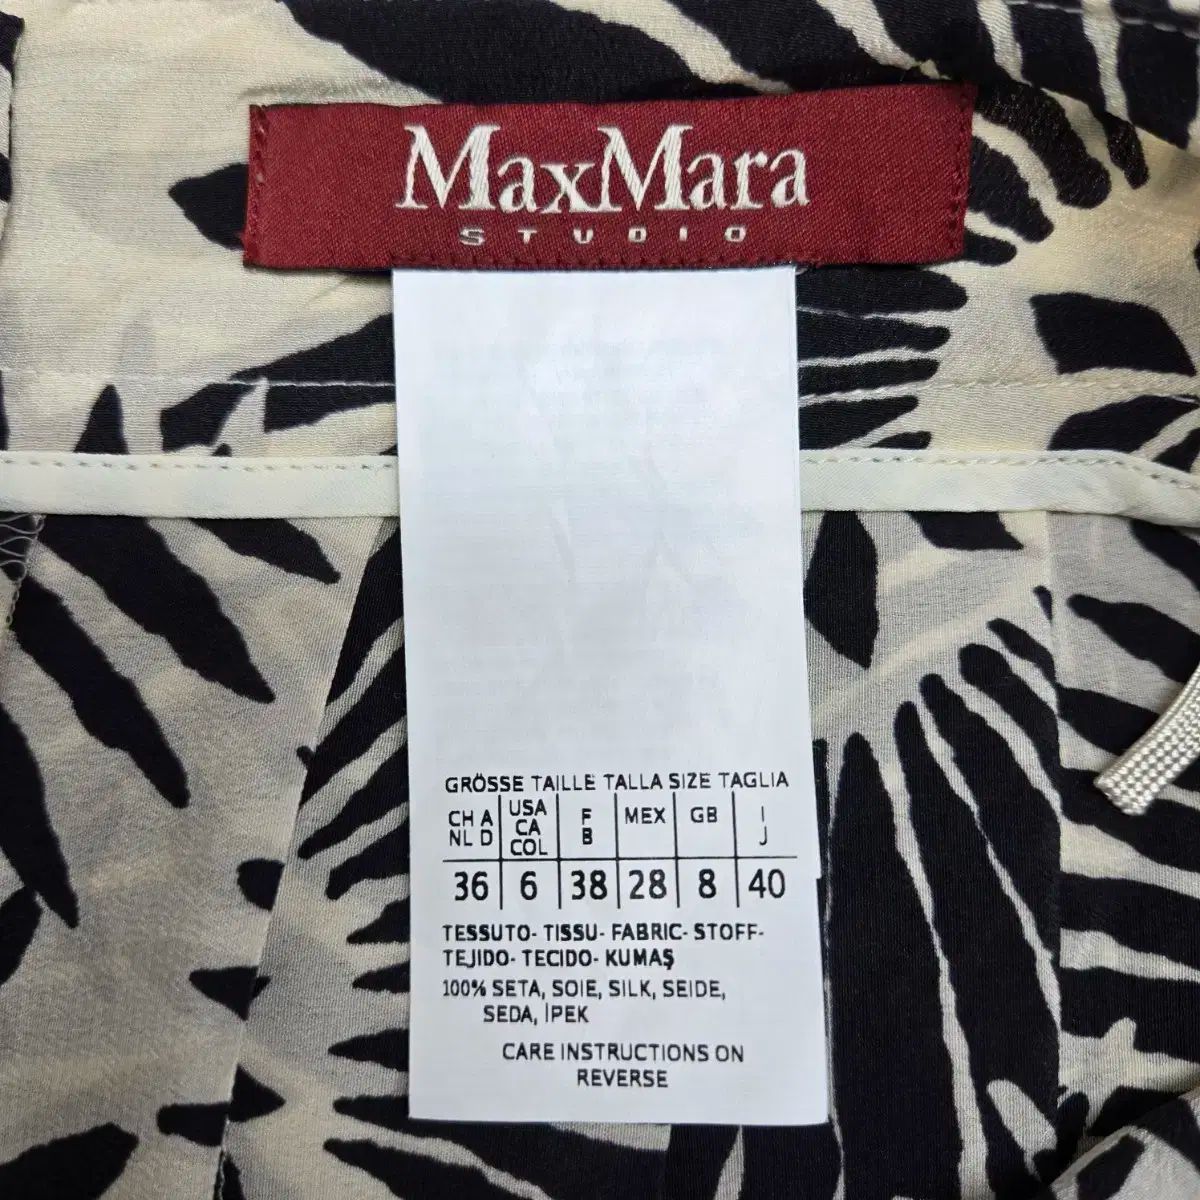 MaxMara
STUDIO
GRÖSSE TAILLE TALLA SIZE TAGLIA
CH A NL D USA CA COL F B MEX GB I J
36 6 38 28 8 40
TESSUTO- TISSU- FABRIC- STOFF-
TEJIDO- TECIDO- KUMAŞ
100% SETA, SOIE, SILK, SEIDE,
SEDA, İPEK
CARE INSTRUCTIONS ON
REVERSE